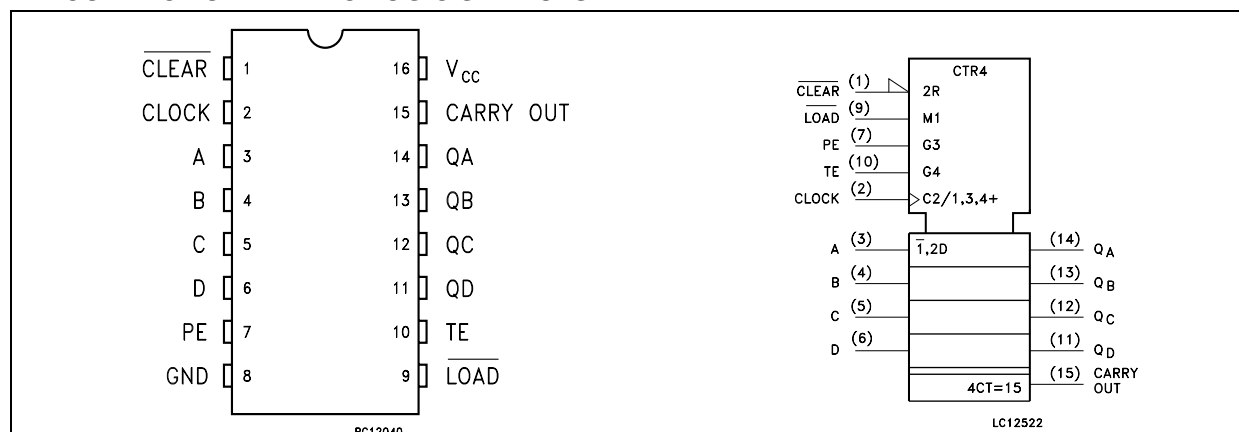 CLEAR 1 16 VCC
CLOCK 2 15 CARRY OUT
A 3 14 QA
B 4 13 QB
C 5 12 QC
D 6 11 QD
PE 7 10 TE
GND 8 9 LOAD
CTR4
CLEAR (1) 2R
LOAD (9) M1
PE (7) G3
TE (10) G4
CLOCK (2) C2/1,3,4+
A (3) 1,2D (14) QA
B (4) (13) QB
C (5) (12) QC
D (6) (11) QD
4CT=15 (15) CARRY
OUT
LC12522